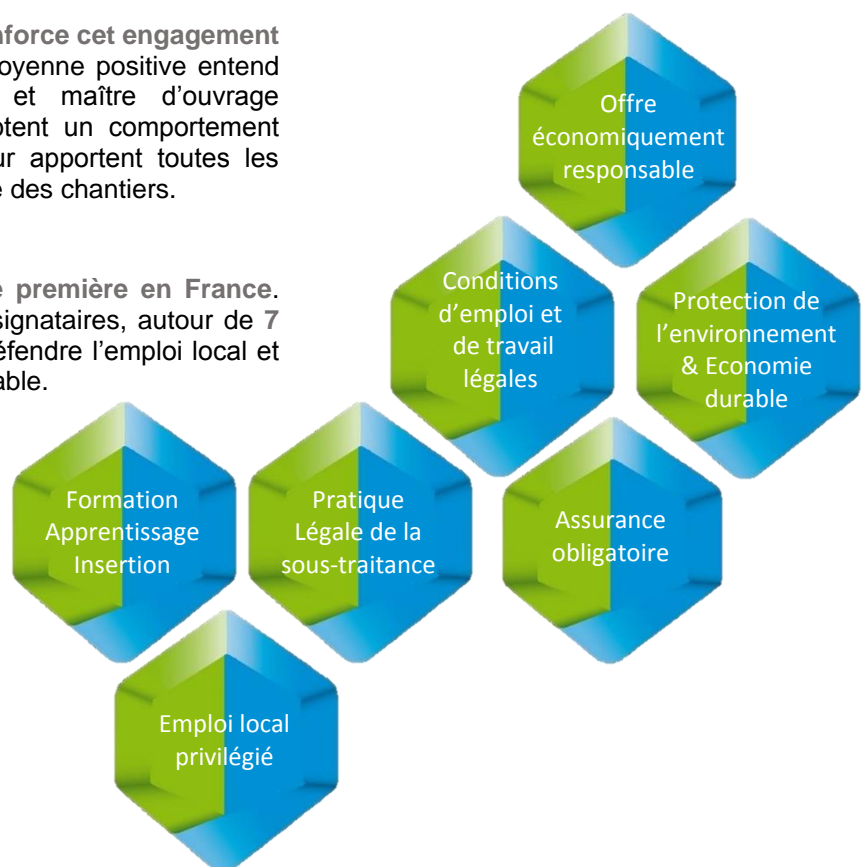 nforce cet engagement
oyenne positive entend
et maître d'ouvrage
ptent un comportement
ur apportent toutes les
é des chantiers.
e première en France.
signataires, autour de 7
éfendre l'emploi local et
able.
Offre
économiquement
responsable
Conditions
d'emploi et
de travail
légales
Protection de
l'environnement
& Economie
durable
Formation
Apprentissage
Insertion
Pratique
Légale de la
sous-traitance
Assurance
obligatoire
Emploi local
privilégié